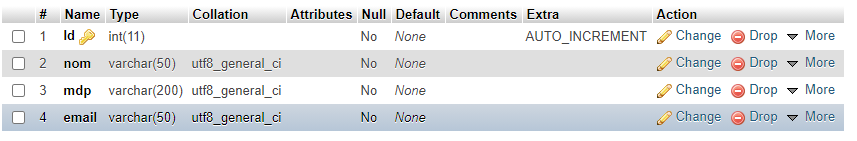 # Name Type Collation Attributes Null Default Comments Extra Action
1 Id int(11) No None AUTO_INCREMENT Change Drop More
2 nom varchar(50) utf8_general_ci No None Change Drop More
3 mdp varchar(200) utf8_general_ci No None Change Drop More
4 email varchar(50) utf8_general_ci No None Change Drop More